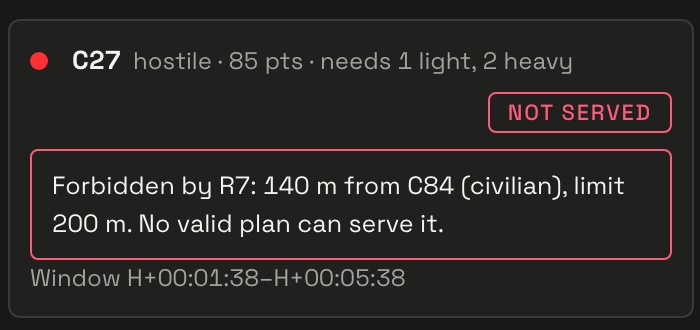 C27 hostile · 85 pts · needs 1 light, 2 heavy
NOT SERVED
Forbidden by R7: 140 m from C84 (civilian), limit
200 m. No valid plan can serve it.
Window H+00:01:38–H+00:05:38